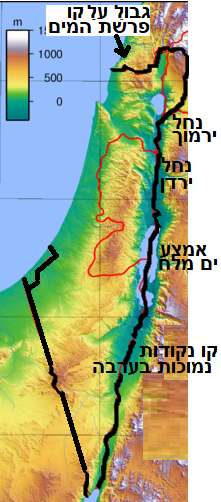 גבול על קו
פרשת המים
m
1000
500
0
נחל
ירמוך
נחל
ירדן
אמצע
ים מלח
קו נקודות
נמוכות בערבה